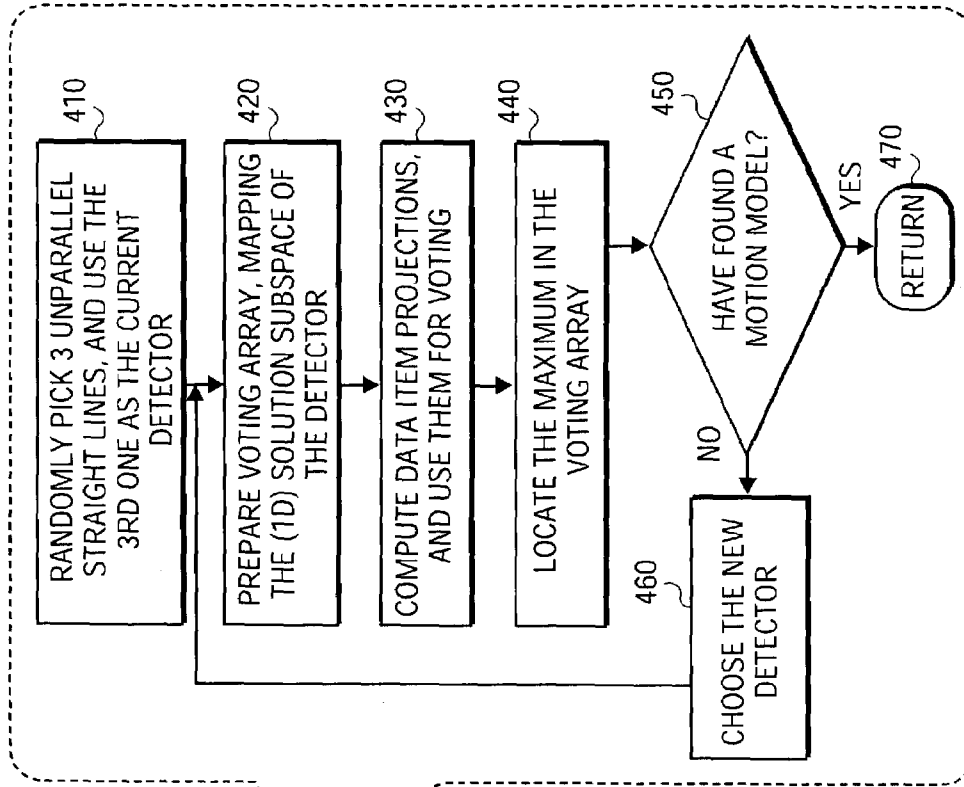 410
RANDOMLY PICK 3 UNPARALLEL
STRAIGHT LINES, AND USE THE
3RD ONE AS THE CURRENT
DETECTOR
420
PREPARE VOTING ARRAY, MAPPING
THE (1D) SOLUTION SUBSPACE OF
THE DETECTOR
430
COMPUTE DATA ITEM PROJECTIONS,
AND USE THEM FOR VOTING
440
LOCATE THE MAXIMUM IN THE
VOTING ARRAY
450
HAVE FOUND A
MOTION MODEL?
NO
YES
460
CHOOSE THE NEW
DETECTOR
470
RETURN